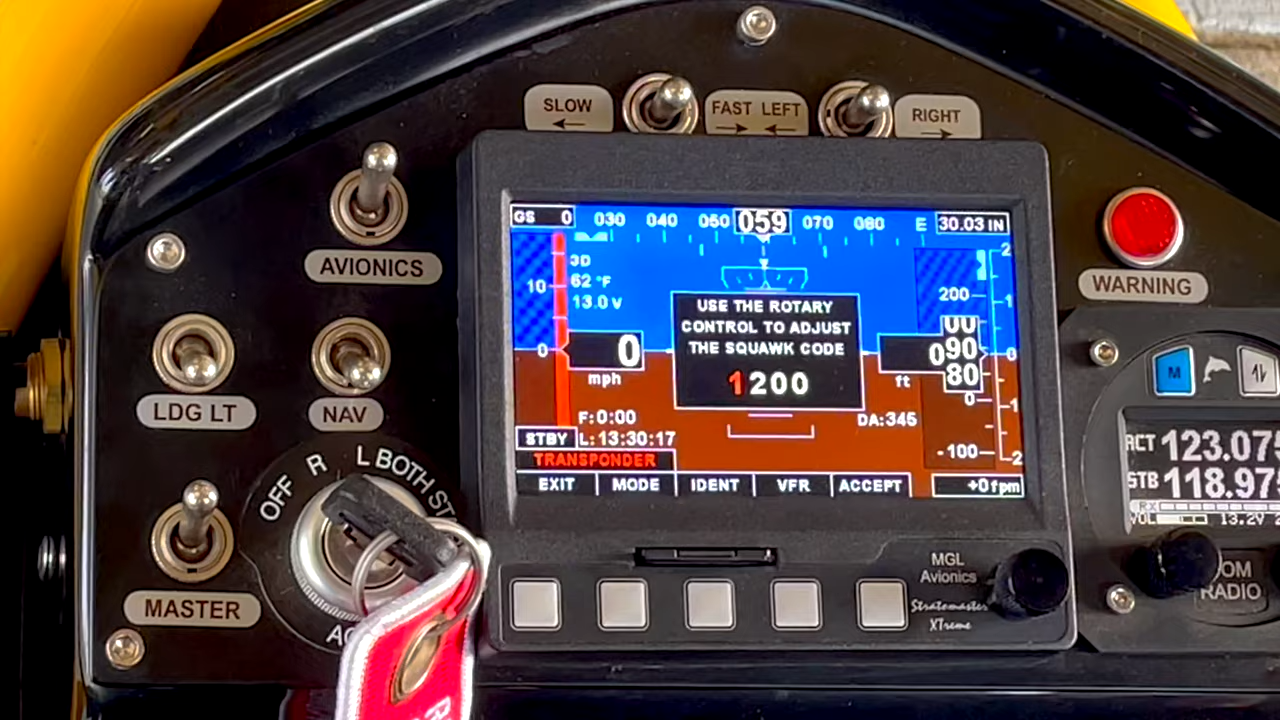 SLOW
FAST LEFT
RIGHT
AVIONICS
WARNING
LDG LT
NAV
MASTER
OFF R L BOTH
GS 0
030 040 050 059 070 080 E
30.03 IN
3D
62 °F
13.0 V
10
0
0
mph
USE THE ROTARY
CONTROL TO ADJUST
THE SQUAWK CODE
1200
200
090
80
ft
0
-100
2
1
0
-1
-2
F:0:00
DA:345
STBY L:13:30:17
TRANSPONDER
EXIT MODE IDENT VFR ACCEPT
+0fpm
MGL
Avionics
Stratomaster
XTreme
M
ACT 123.075
STB 118.975
RX
VOL 13.2V
RADIO